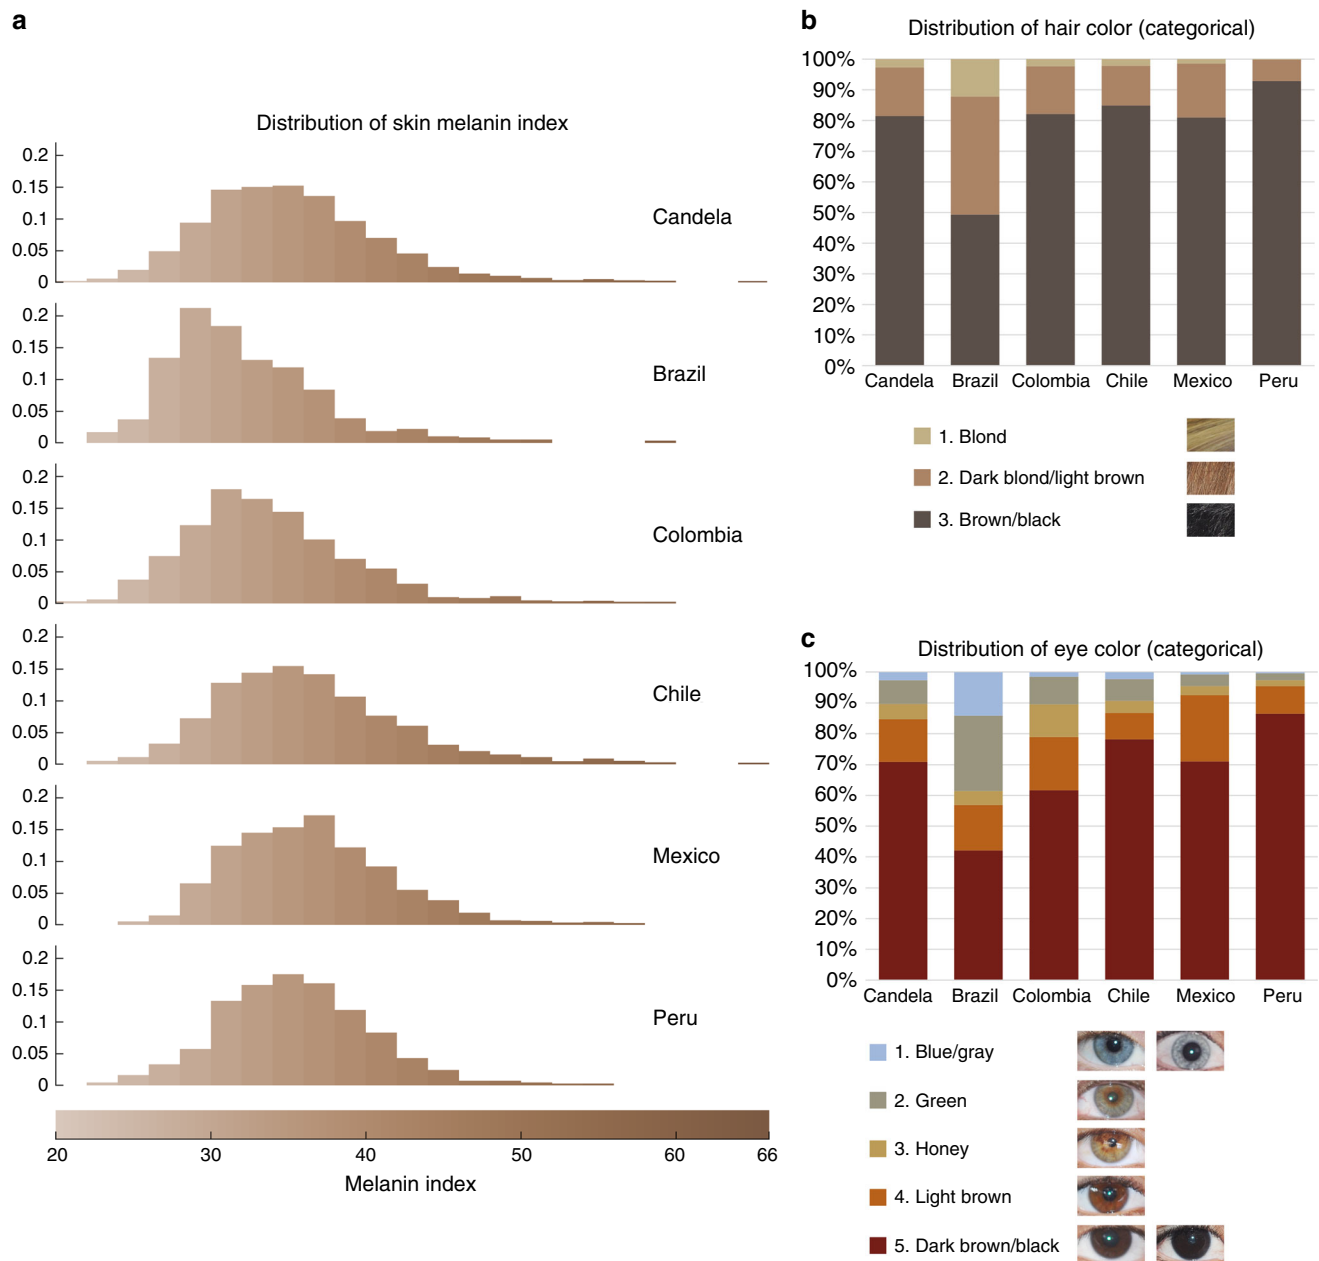 a
Distribution of skin melanin index
0.2
0.15
0.1
0.05
0
Candela
0.2
0.15
0.1
0.05
0
Brazil
0.2
0.15
0.1
0.05
0
Colombia
0.2
0.15
0.1
0.05
0
Chile
0.2
0.15
0.1
0.05
0
Mexico
0.2
0.15
0.1
0.05
0
Peru
20 30 40 50 60 66
Melanin index
b
Distribution of hair color (categorical)
100%
90%
80%
70%
60%
50%
40%
30%
20%
10%
0%
Candela Brazil Colombia Chile Mexico Peru
1. Blond
2. Dark blond/light brown
3. Brown/black
c
Distribution of eye color (categorical)
100%
90%
80%
70%
60%
50%
40%
30%
20%
10%
0%
Candela Brazil Colombia Chile Mexico Peru
1. Blue/gray
2. Green
3. Honey
4. Light brown
5. Dark brown/black